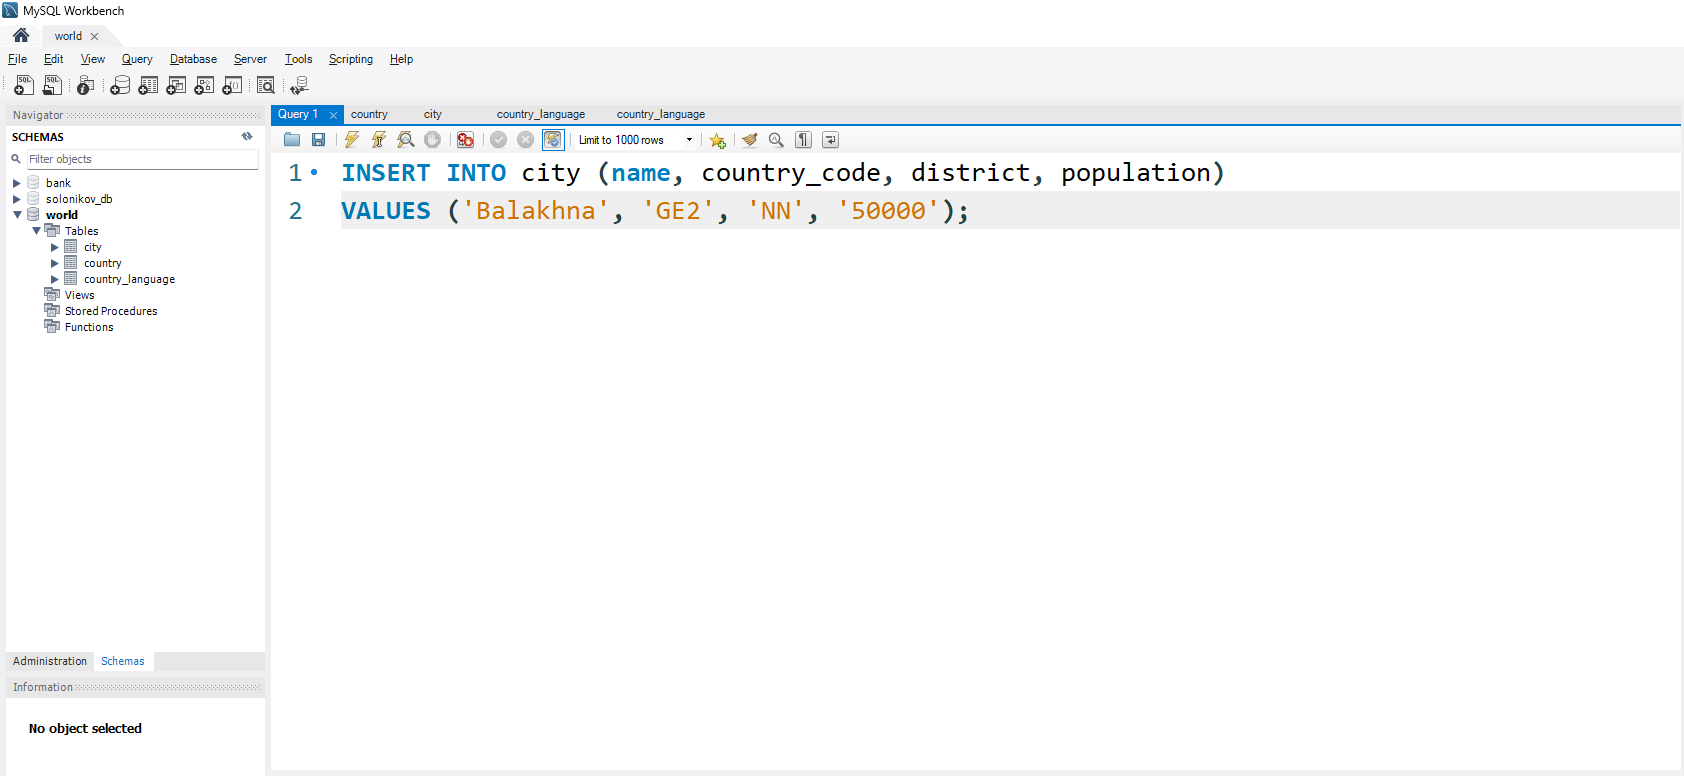 MySQL Workbench
world
File Edit View Query Database Server Tools Scripting Help
Navigator
SCHEMAS
Filter objects
bank
solonikov_db
world
Tables
city
country
country_language
Views
Stored Procedures
Functions
Administration Schemas
Information
No object selected
Query 1 country city country_language country_language
Limit to 1000 rows
1 INSERT INTO city (name, country_code, district, population)
2 VALUES ('Balakhna', 'GE2', 'NN', '50000');